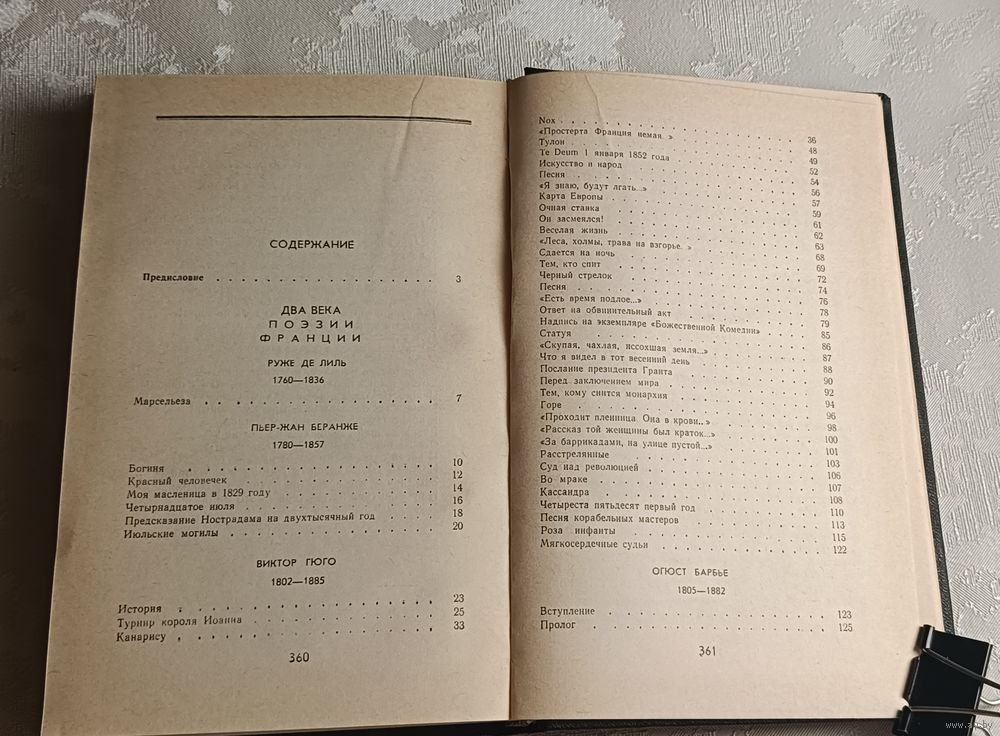 СОДЕРЖАНИЕ
Предисловие . . . . . . . . . . . . . . . . . 3
ДВА ВЕКА
ПОЭЗИИ
ФРАНЦИИ
РУЖЕ ДЕ ЛИЛЬ
1760—1836
Марсельеза . . . . . . . . . . . . . . 7
ПЬЕР-ЖАН БЕРАНЖЕ
1780—1857
Богиня . . . . . . . . . . . . . . 10
Красный человечек . . . . . . . . . . . 12
Моя масленица в 1829 году . . . . . . . . 14
Четырнадцатое июля . . . . . . . . . . 16
Предсказание Нострадама на двухтысячный год . . . . 18
Июльские могилы . . . . . . . . . . . 20
ВИКТОР ГЮГО
1802—1885
История . . . . . . . . . . . . . . 23
Турнир короля Иоанна . . . . . . . . . . 25
Канарису . . . . . . . . . . . . . . 33
360
Nox . . . . . . . . . . . . . . 36
«Простерта Франция немая...» . . . . . . . 48
Тулон . . . . . . . . . . . . . . 49
Te Deum 1 января 1852 года . . . . . . . . 52
Искусство и народ . . . . . . . . . . . 54
Песня . . . . . . . . . . . . . . 56
«Я знаю, будут лгать...» . . . . . . . . . 57
Карта Европы . . . . . . . . . . . . 59
Очная ставка . . . . . . . . . . . . 61
Он засмеялся! . . . . . . . . . . . . 62
Веселая жизнь . . . . . . . . . . . . 63
«Леса, холмы, трава на взгорье..» . . . . . . 68
Сдается на ночь . . . . . . . . . . . 69
Тем, кто спит . . . . . . . . . . . . 72
Черный стрелок . . . . . . . . . . . 74
Песня . . . . . . . . . . . . . . 76
«Есть время подлое...» . . . . . . . . . 78
Ответ на обвинительный акт . . . . . . . . 79
Надпись на экземпляре «Божественной Комедии» . . . 85
Статуя . . . . . . . . . . . . . . 86
«Скупая, чахлая, иссохшая земля...» . . . . . 87
Что я видел в тот весенний день . . . . . . 88
Послание президента Гранта . . . . . . . . 90
Перед заключением мира . . . . . . . . . 92
Тем, кому снится монархия . . . . . . . . 94
Горе . . . . . . . . . . . . . . 96
«Проходит пленница. Она в крови..» . . . . . 98
«Рассказ той женщины был краток...» . . . . . 100
«За баррикадами, на улице пустой...» . . . . . 101
Расстрелянные . . . . . . . . . . . . 103
Суд над революцией . . . . . . . . . . 106
Во мраке . . . . . . . . . . . . . 107
Кассандра . . . . . . . . . . . . . 108
Четыреста пятьдесят первый год . . . . . . . 110
Песня корабельных мастеров . . . . . . . . 113
Роза инфанты . . . . . . . . . . . . 115
Мягкосердечные судьи . . . . . . . . . . 122
ОГЮСТ БАРБЬЕ
1805—1882
Вступление . . . . . . . . . . . . . 123
Пролог . . . . . . . . . . . . . . 125
361